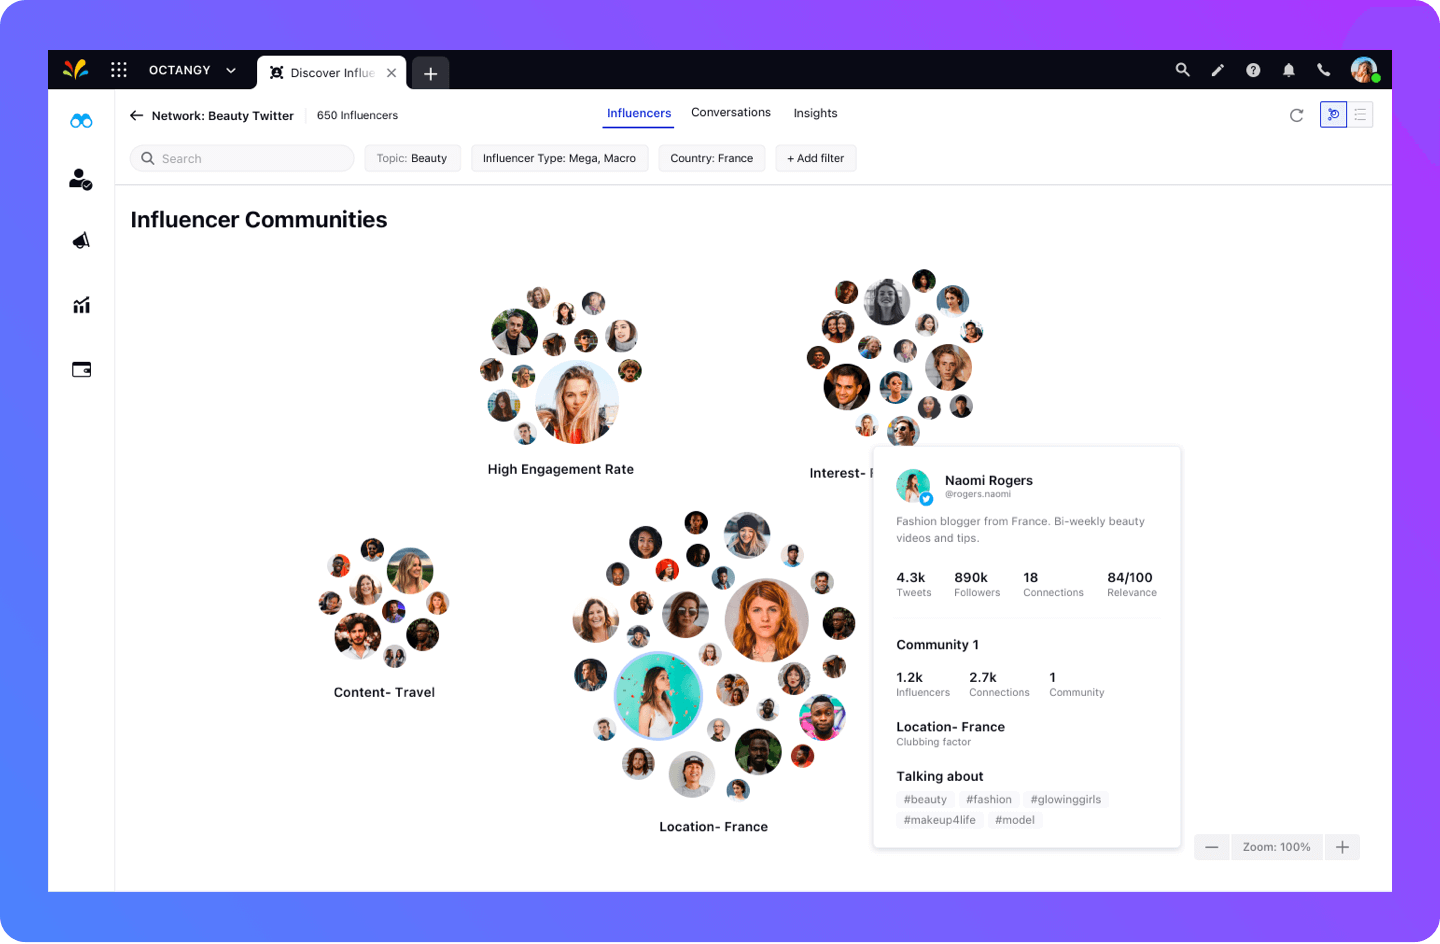 OCTANGY
Discover Influe
Network: Beauty Twitter
650 Influencers
Influencers
Conversations
Insights
Search
Topic: Beauty
Influencer Type: Mega, Macro
Country: France
+ Add filter
Influencer Communities
High Engagement Rate
Interest-
Naomi Rogers
@rogers.naomi
Fashion blogger from France. Bi-weekly beauty
videos and tips.
4.3k 890k 18 84/100
Tweets Followers Connections Relevance
Community 1
1.2k 2.7k 1
Influencers Connections Community
Location- France
Clubbing factor
Talking about
#beauty #fashion #glowinggirls
#makeup4life #model
Content- Travel
Location- France
Zoom: 100%